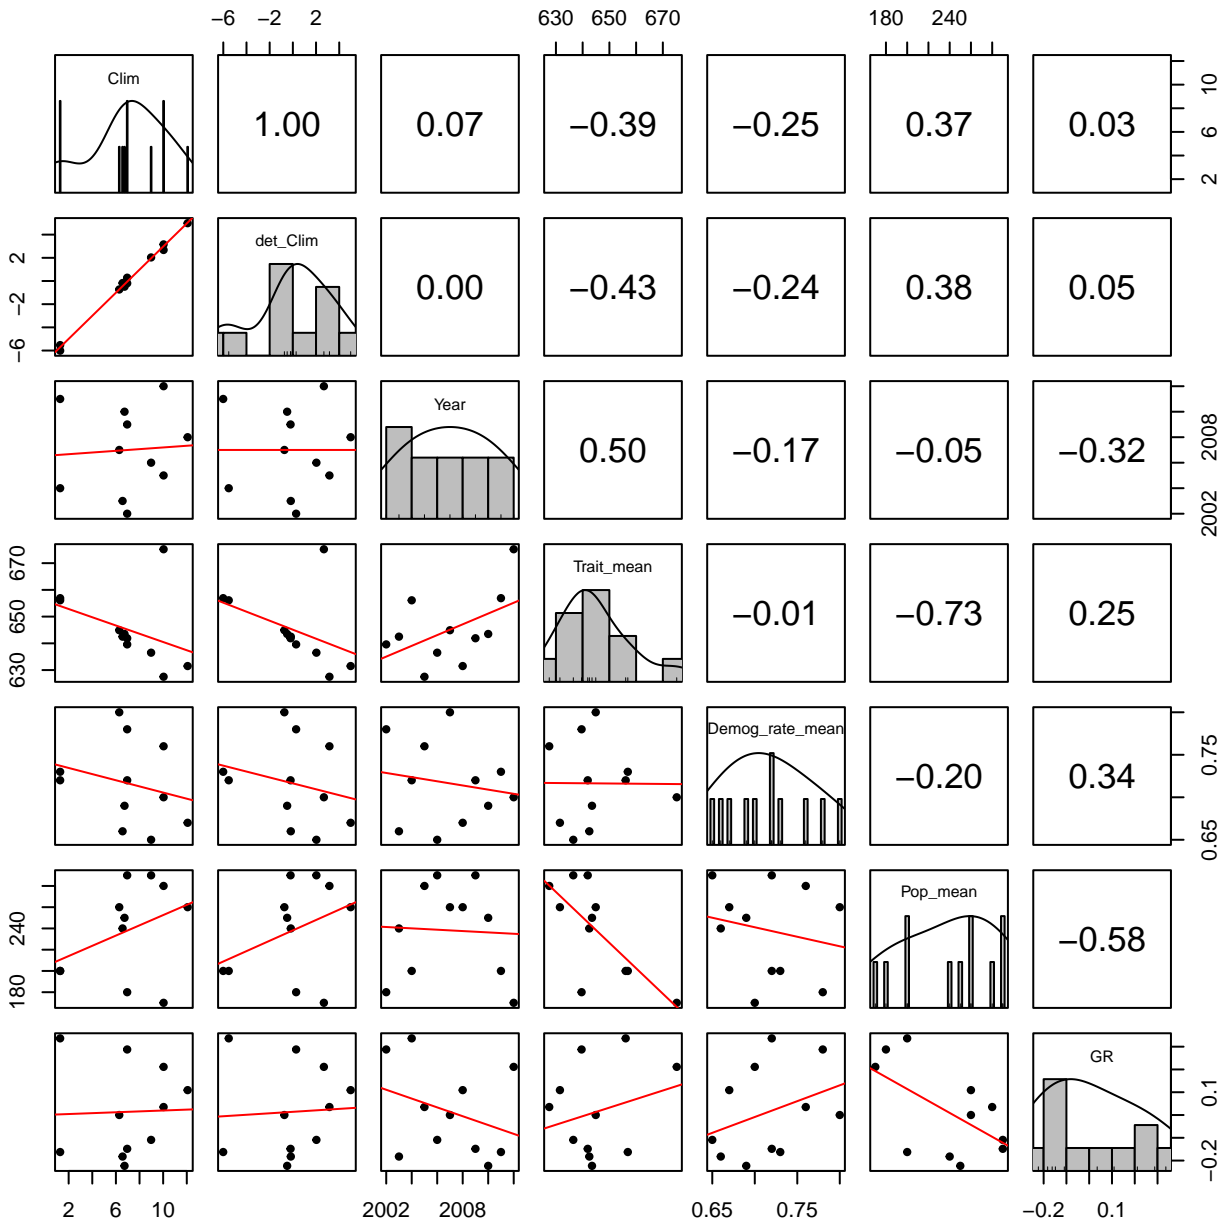 −6 −2 2 630 650 670 180 240
Clim 1.00 0.07 −0.39 −0.25 0.37 0.03 2 6 10
−6 −2 2 det_Clim 0.00 −0.43 −0.24 0.38 0.05
Year 0.50 −0.17 −0.05 −0.32 2002 2008
630 650 670 Trait_mean −0.01 −0.73 0.25
Demog_rate_mean −0.20 0.34 0.65 0.75
180 240 Pop_mean −0.58
GR −0.2 0.1
2 6 10 2002 2008 0.65 0.75 −0.2 0.1